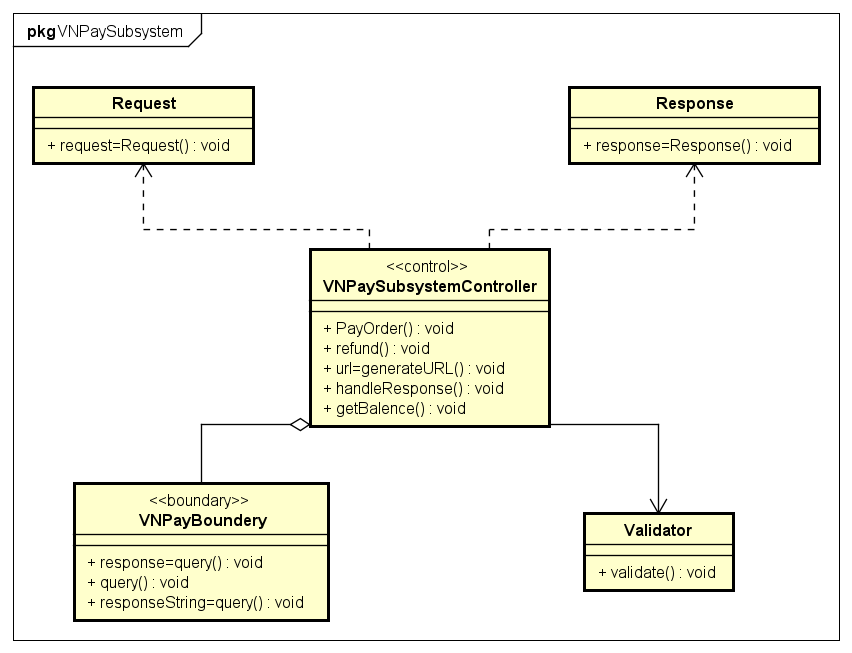 pkg VNPaySubsystem
Request
+ request=Request() : void
Response
+ response=Response() : void
<<control>>
VNPaySubsystemController
+ PayOrder() : void
+ refund() : void
+ url=generateURL() : void
+ handleResponse() : void
+ getBalence() : void
<<boundary>>
VNPayBoundery
+ response=query() : void
+ query() : void
+ responseString=query() : void
Validator
+ validate() : void